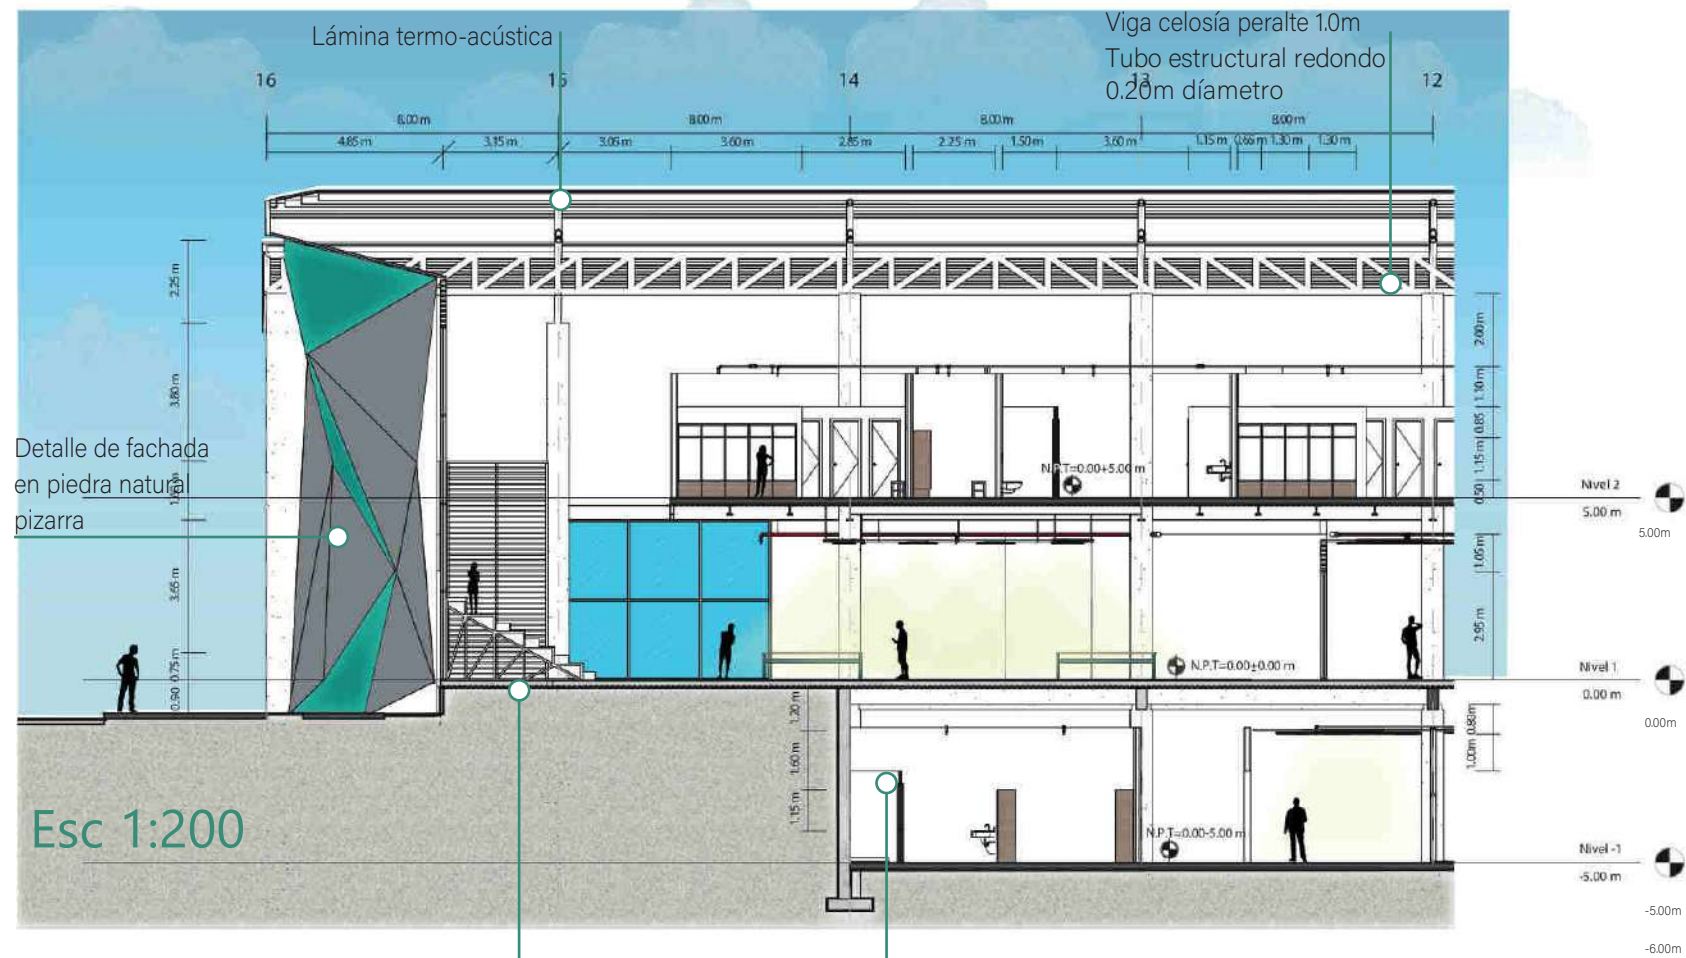 Lámina termo-acústica
Viga celosía peralte 1.0m
Tubo estructural redondo
0.20m díametro
16
15
14
13
12
8.00 m
8.00 m
8.00 m
8.00 m
4.85 m
3.15 m
3.05 m
3.60 m
2.85 m
2.25 m
1.50 m
3.60 m
1.15 m
0.66 m
1.30 m
1.30 m
2.25 m
3.80 m
3.65 m
0.75 m
0.90
Detalle de fachada
en piedra natural
pizarra
2.00 m
1.30 m
0.85
1.15 m
0.50
1.05 m
2.95 m
N.P.T=0.00+5.00 m
Nivel 2
5.00 m
5.00m
N.P.T=0.00±0.00 m
Nivel 1
0.00 m
0.00m
1.20 m
1.60 m
1.15 m
0.80m
1.00m
Esc 1:200
N.P.T=0.00-5.00 m
Nivel -1
-5.00 m
-5.00m
-6.00m